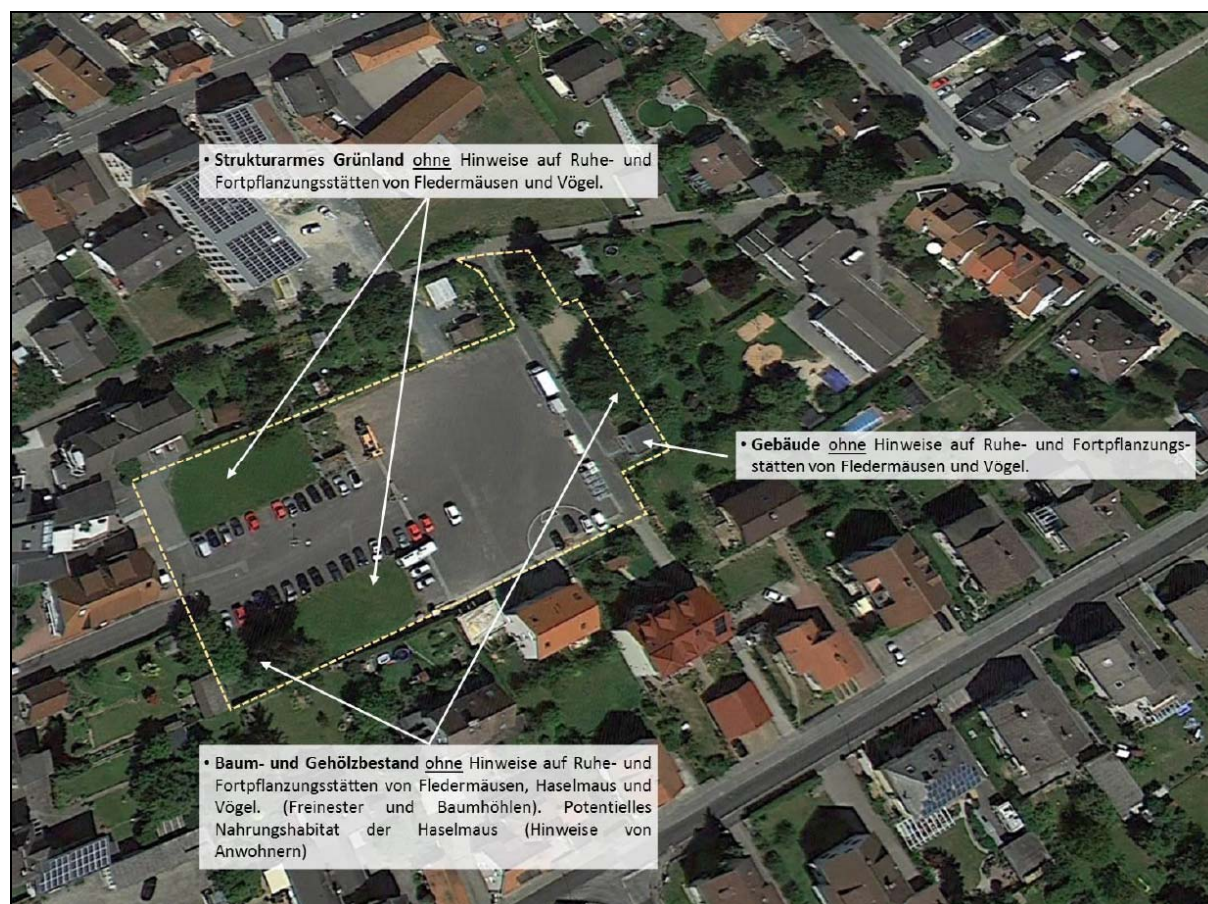 • Strukturarmes Grünland ohne Hinweise auf Ruhe- und
Fortpflanzungsstätten von Fledermäusen und Vögel.
• Gebäude ohne Hinweise auf Ruhe- und Fortpflanzungs-
stätten von Fledermäusen und Vögel.
• Baum- und Gehölzbestand ohne Hinweise auf Ruhe- und
Fortpflanzungsstätten von Fledermäusen, Haselmaus und
Vögel. (Freinester und Baumhöhlen). Potentielles
Nahrungshabitat der Haselmaus (Hinweise von
Anwohnern)